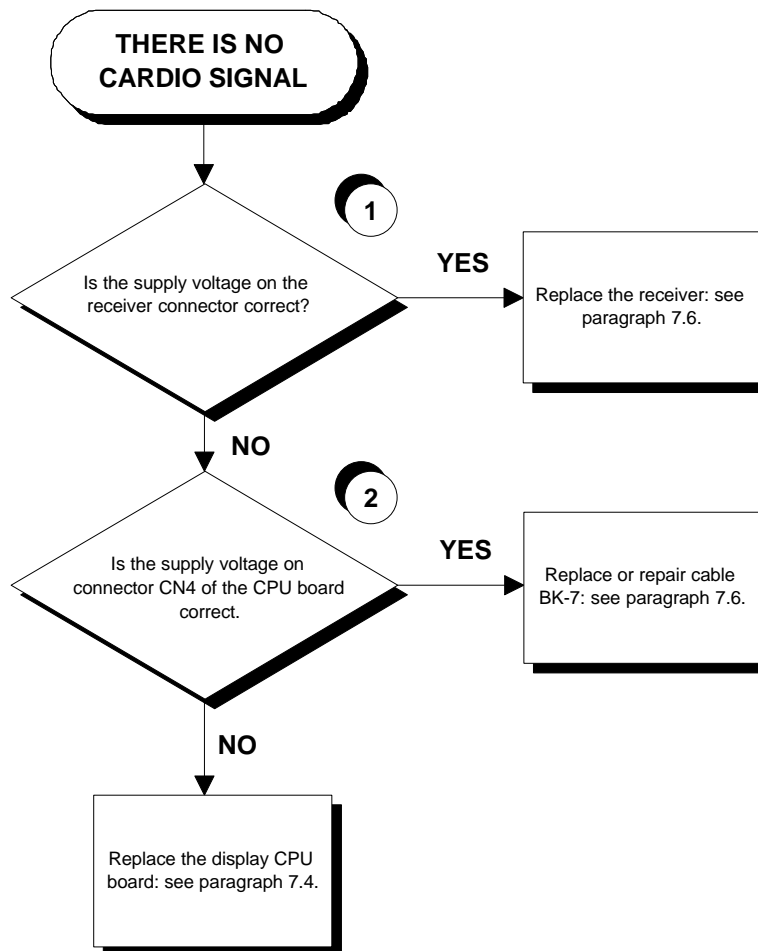 THERE IS NO
CARDIO SIGNAL
1
Is the supply voltage on the
receiver connector correct?
YES
Replace the receiver: see
paragraph 7.6.
NO
2
Is the supply voltage on
connector CN4 of the CPU board
correct.
YES
Replace or repair cable
BK-7: see paragraph 7.6.
NO
Replace the display CPU
board: see paragraph 7.4.